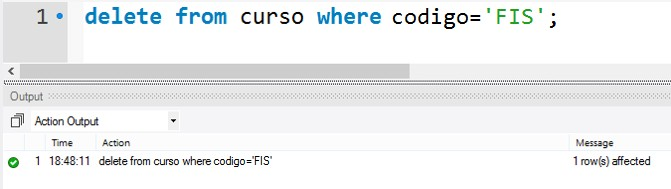 1 delete from curso where codigo='FIS';
Output
Action Output
Time Action Message
1 18:48:11 delete from curso where codigo='FIS' 1 row(s) affected